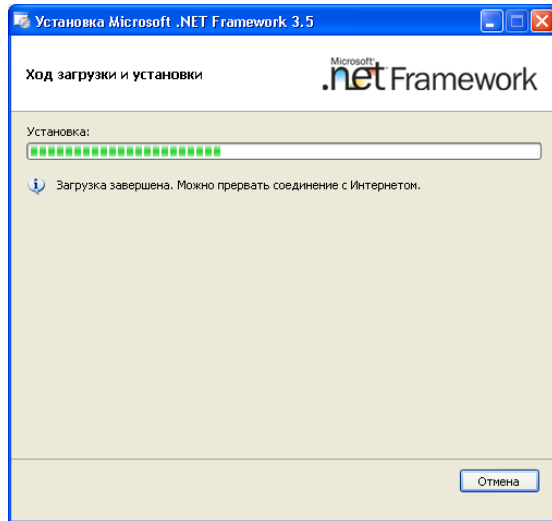 Установка Microsoft .NET Framework 3.5
Ход загрузки и установки
Microsoft
.net Framework
Установка:
Загрузка завершена. Можно прервать соединение с Интернетом.
Отмена